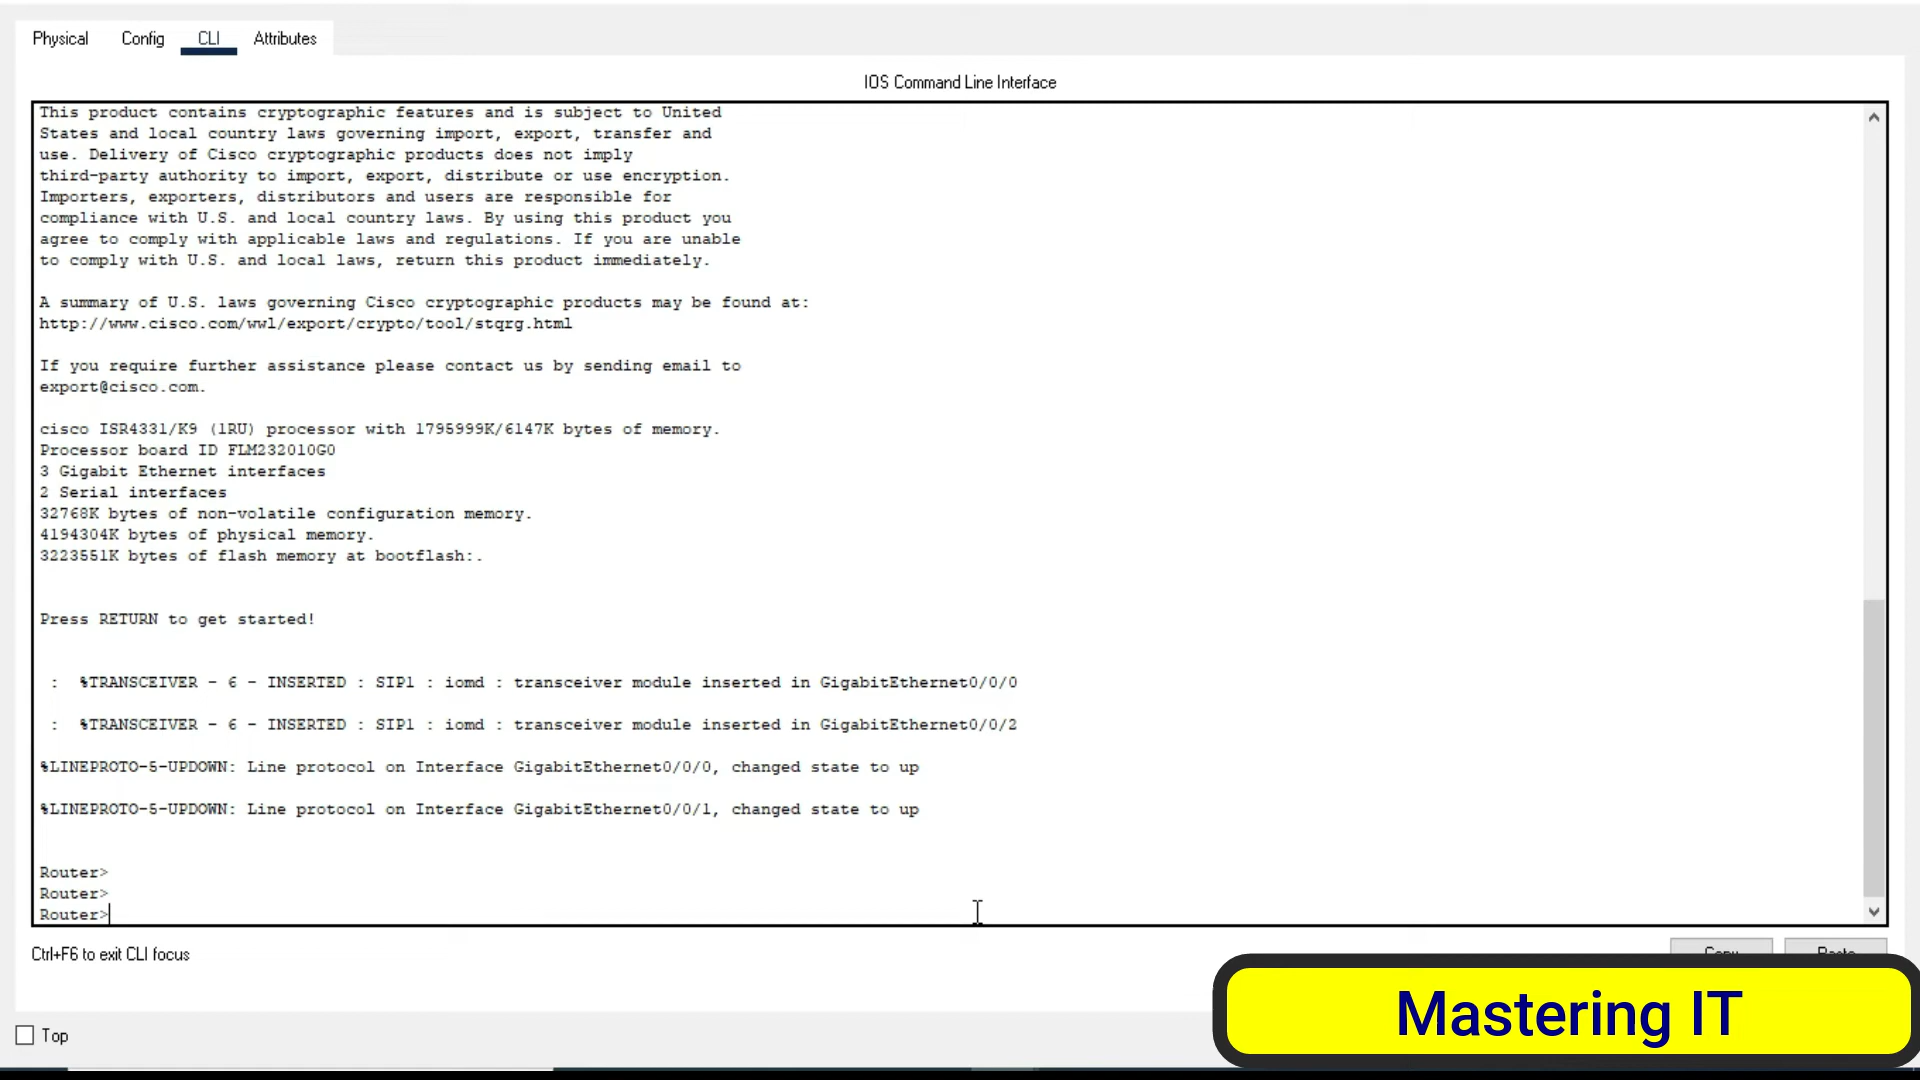 Physical Config CLI Attributes
IOS Command Line Interface
This product contains cryptographic features and is subject to United
States and local country laws governing import, export, transfer and
use. Delivery of Cisco cryptographic products does not imply
third-party authority to import, export, distribute or use encryption.
Importers, exporters, distributors and users are responsible for
compliance with U.S. and local country laws. By using this product you
agree to comply with applicable laws and regulations. If you are unable
to comply with U.S. and local laws, return this product immediately.
A summary of U.S. laws governing Cisco cryptographic products may be found at:
http://www.cisco.com/wwl/export/crypto/tool/stqrg.html
If you require further assistance please contact us by sending email to
export@cisco.com.
cisco ISR4331/K9 (1RU) processor with 1795999K/6147K bytes of memory.
Processor board ID FLM232010G0
3 Gigabit Ethernet interfaces
2 Serial interfaces
32768K bytes of non-volatile configuration memory.
4194304K bytes of physical memory.
3223551K bytes of flash memory at bootflash:.
Press RETURN to get started!
: %TRANSCEIVER - 6 - INSERTED : SIP1 : iomd : transceiver module inserted in GigabitEthernet0/0/0
: %TRANSCEIVER - 6 - INSERTED : SIP1 : iomd : transceiver module inserted in GigabitEthernet0/0/2
%LINEPROTO-5-UPDOWN: Line protocol on Interface GigabitEthernet0/0/0, changed state to up
%LINEPROTO-5-UPDOWN: Line protocol on Interface GigabitEthernet0/0/1, changed state to up
Router>
Router>
Router>
Ctrl+F6 to exit CLI focus
Copy Paste
Top
Mastering IT